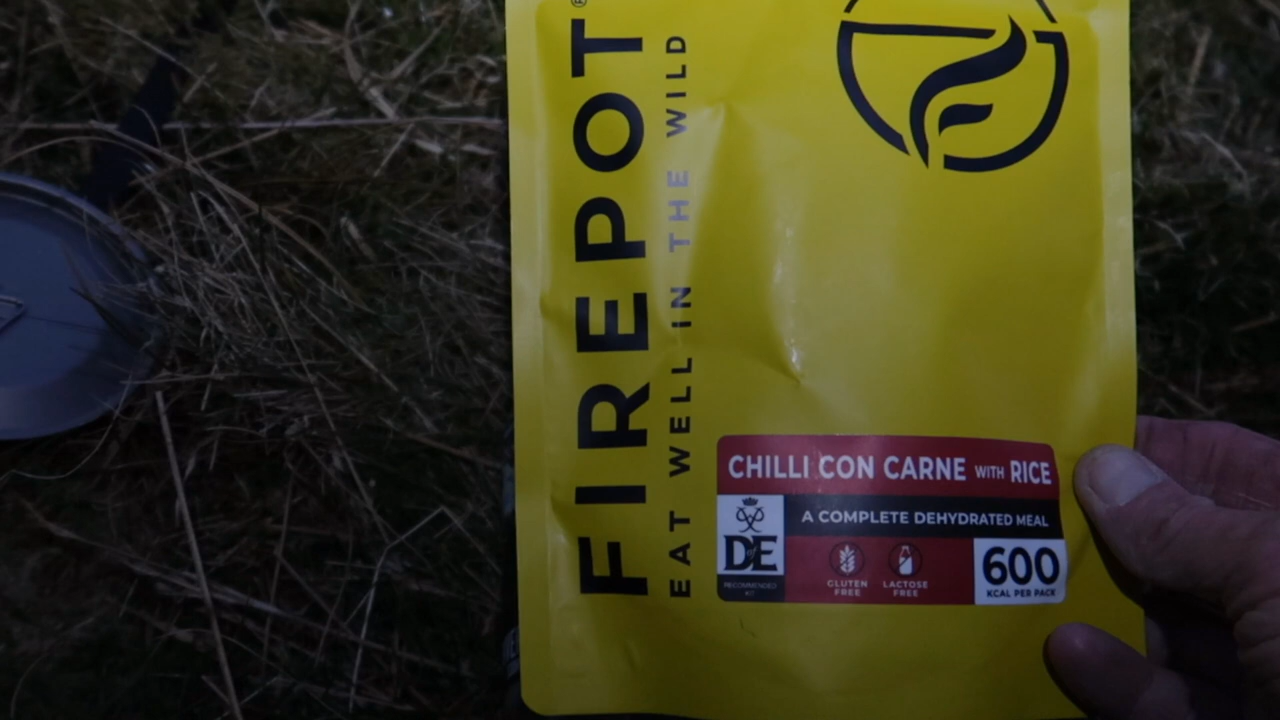 FIREPOT®
EAT WELL IN THE WILD
CHILLI CON CARNE WITH RICE
A COMPLETE DEHYDRATED MEAL
DofE
RECOMMENDED
KIT
GLUTEN
FREE
LACTOSE
FREE
600
KCAL PER PACK